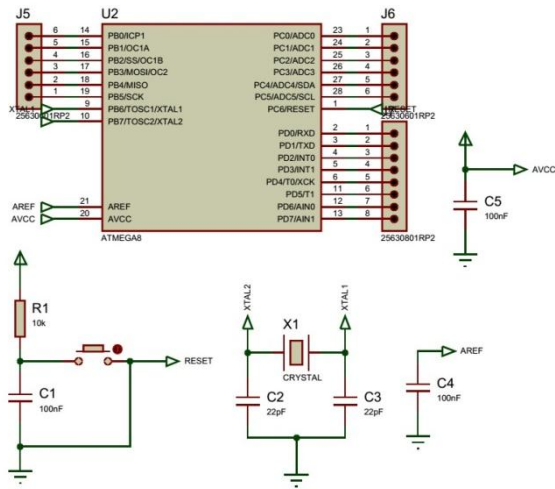 J5
U2
J6
6 14 PB0/ICP1 PC0/ADC0 23 1
5 15 PB1/OC1A PC1/ADC1 24 2
4 16 PB2/SS/OC1B PC2/ADC2 25 3
3 17 PB3/MOSI/OC2 PC3/ADC3 26 4
2 18 PB4/MISO PC4/ADC4/SDA 27 5
1 19 PB5/SCK PC5/ADC5/SCL 28 6
XTAL1 9 PB6/TOSC1/XTAL1 PC6/RESET 1 RESET
10 PB7/TOSC2/XTAL2
25630601RP2
25630601RP2
PD0/RXD 2 1
PD1/TXD 3 2
PD2/INT0 4 3
PD3/INT1 5 4
PD4/T0/XCK 6 5
PD5/T1 11 6
AREF 21 AREF PD6/AIN0 12 7
AVCC 20 AVCC PD7/AIN1 13 8
ATMEGA8
25630801RP2
AVCC
C5
100nF
R1
10k
RESET
C1
100nF
XTAL2
XTAL1
X1
CRYSTAL
C2
22pF
C3
22pF
AREF
C4
100nF